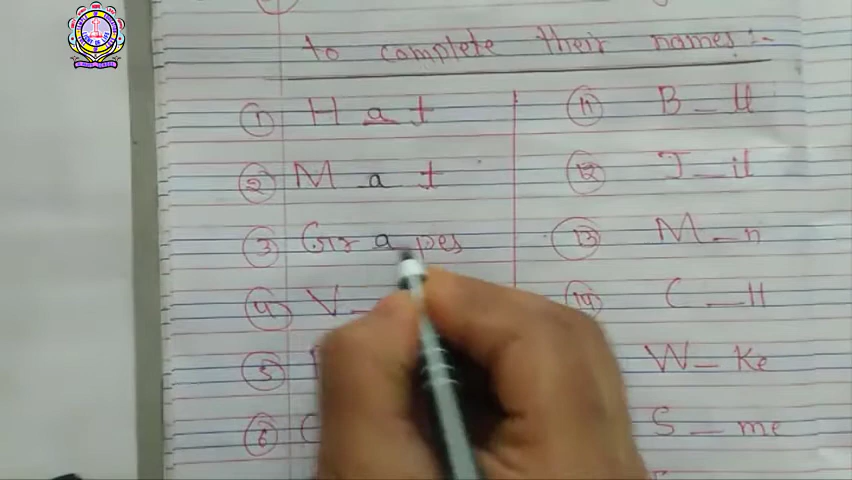 to complete their names:-
① H a t
② M a t
③ Gr a pes
④ V _
⑤
⑥ C
⑪ B _ ll
⑫ J _ il
⑬ M _ n
⑭ C _ ll
W _ Ke
S _ me